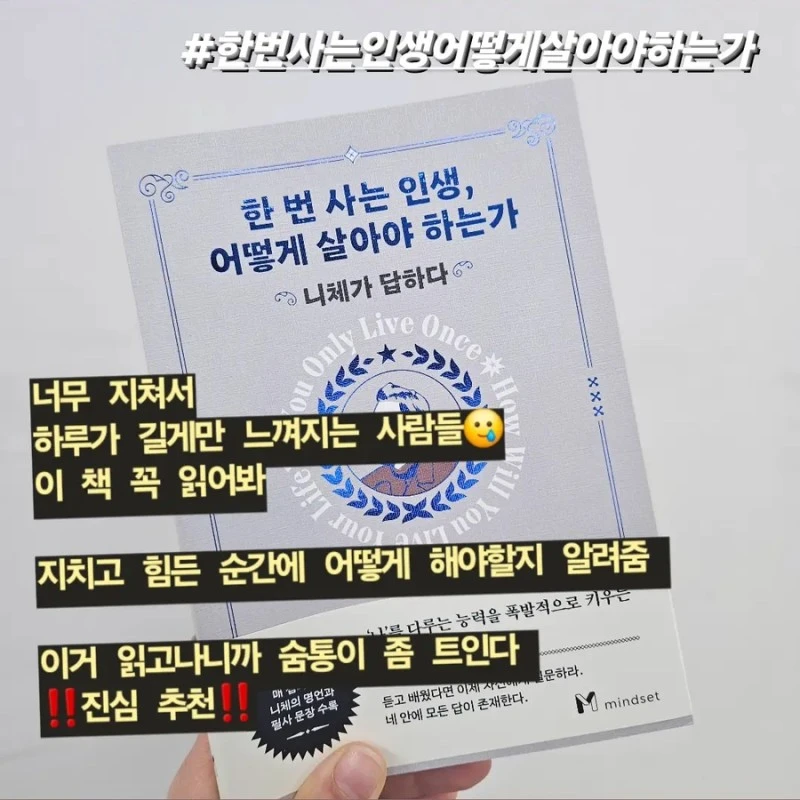 #한번사는인생어떻게살아야하는가
한 번 사는 인생,
어떻게 살아야 하는가
니체가 답하다
You Only Live Once
How Will You Live Your Life
너무 지쳐서
하루가 길게만 느껴지는 사람들🥲
이 책 꼭 읽어봐
지치고 힘든 순간에 어떻게 해야할지 알려줌
'나'를 다루는 능력을 폭발적으로 키우는
이거 읽고나니까 숨통이 좀 트인다
‼️진심 추천‼️
니체의 명언과
필사 문장 수록
듣고 배웠다면 이제 자신에게 질문하라.
네 안에 모든 답이 존재한다.
mindset